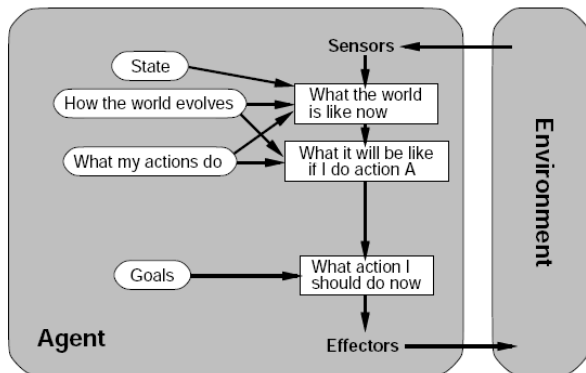 Sensors
State
What the world
is like now
How the world evolves
What it will be like
if I do action A
What my actions do
What action I
should do now
Goals
Agent
Effectors
Environment